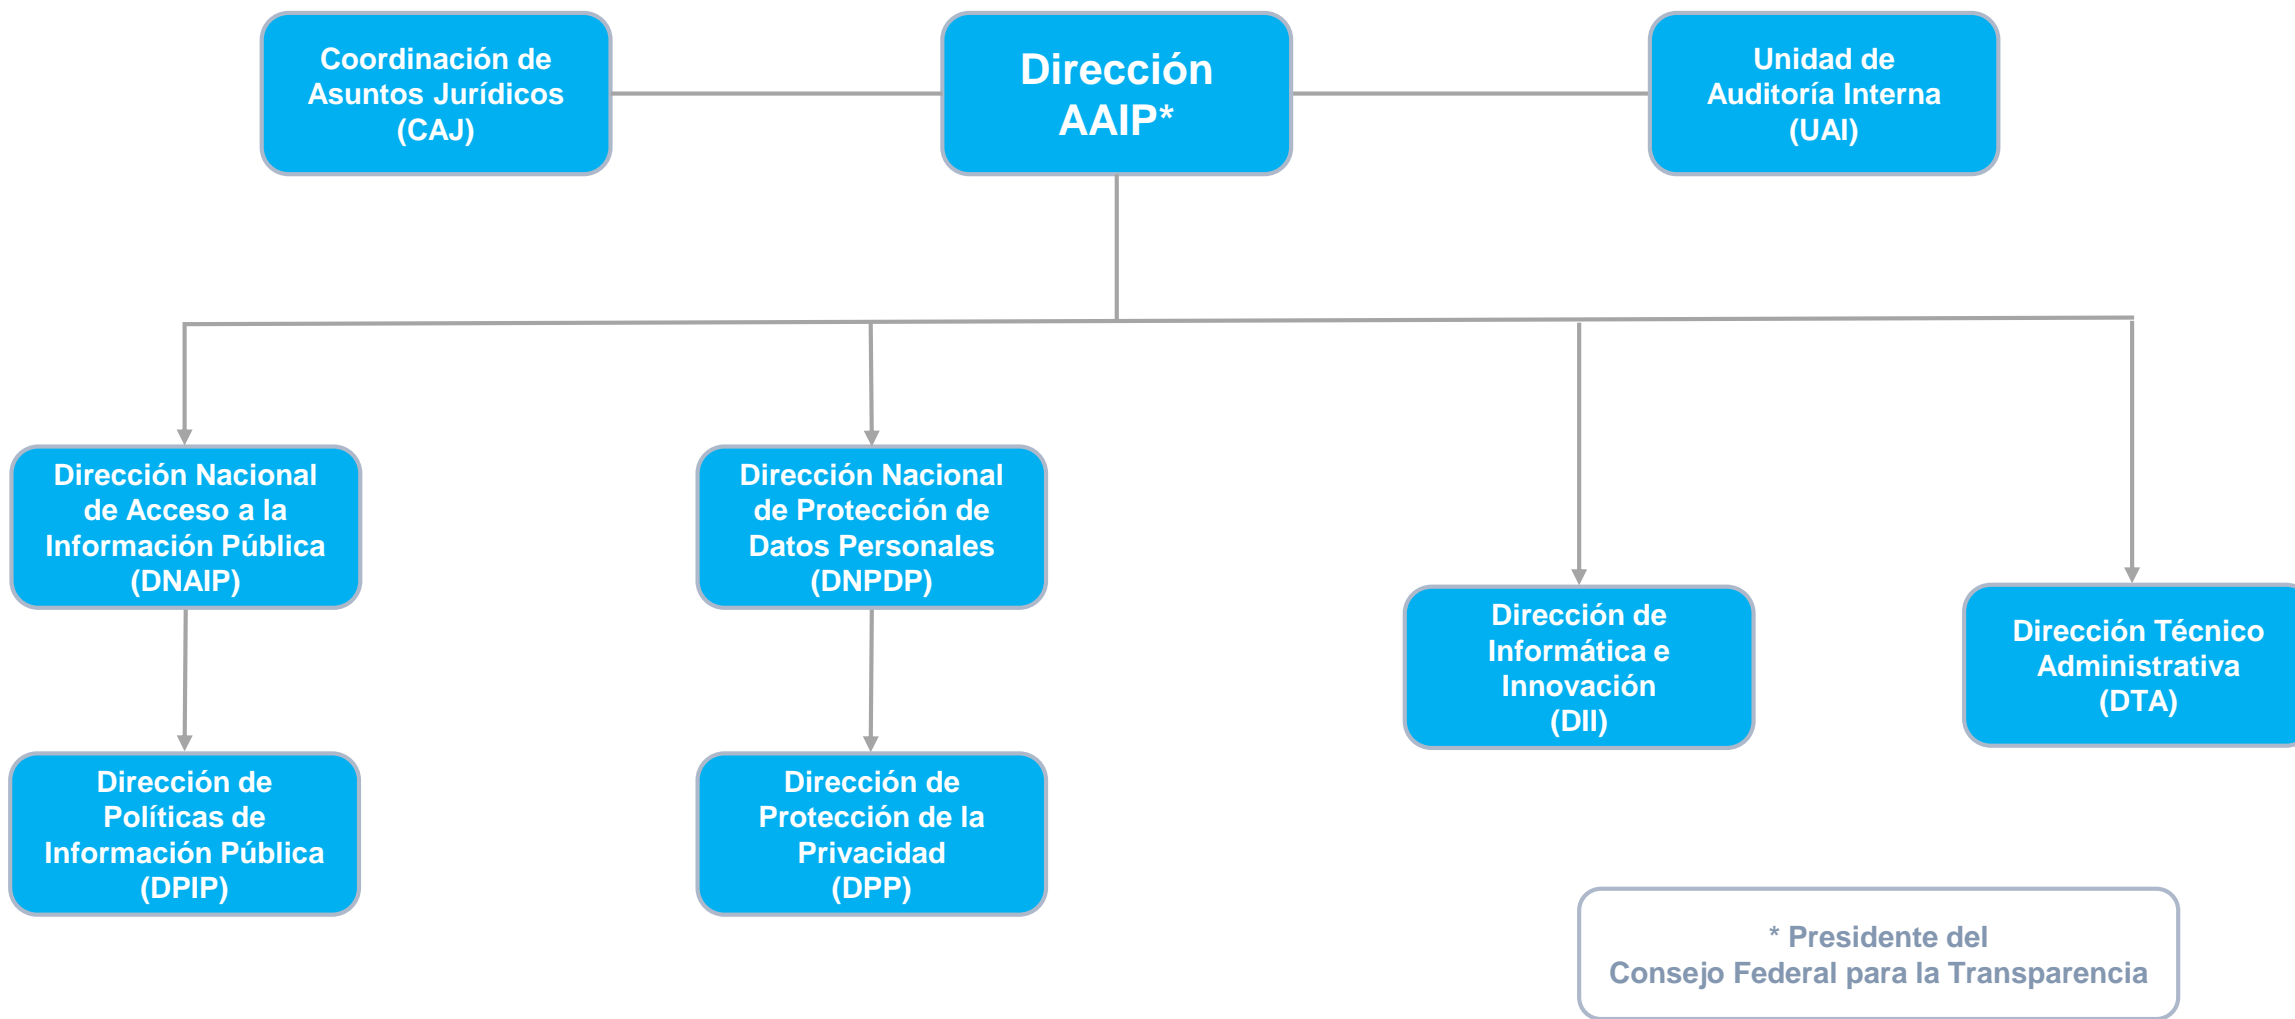 Coordinación de
Asuntos Jurídicos
(CAJ)
Dirección
AAIP*
Unidad de
Auditoría Interna
(UAI)
Dirección Nacional
de Acceso a la
Información Pública
(DNAIP)
Dirección Nacional
de Protección de
Datos Personales
(DNPDP)
Dirección de
Informática e
Innovación
(DII)
Dirección Técnico
Administrativa
(DTA)
Dirección de
Políticas de
Información Pública
(DPIP)
Dirección de
Protección de la
Privacidad
(DPP)
* Presidente del
Consejo Federal para la Transparencia